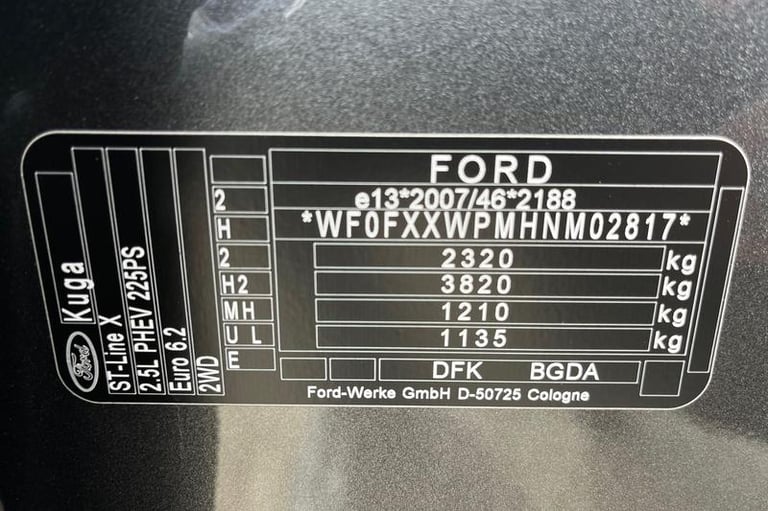 FORD
e13*2007/46*2188
*WF0FXXWPMHNM02817*
2320 kg
3820 kg
1210 kg
1135 kg
DFK BGDA
Ford-Werke GmbH D-50725 Cologne
2
H
2
H2
MH
U L
E
Ford Kuga
ST-Line X
2.5L PHEV 225PS
Euro 6.2
2WD